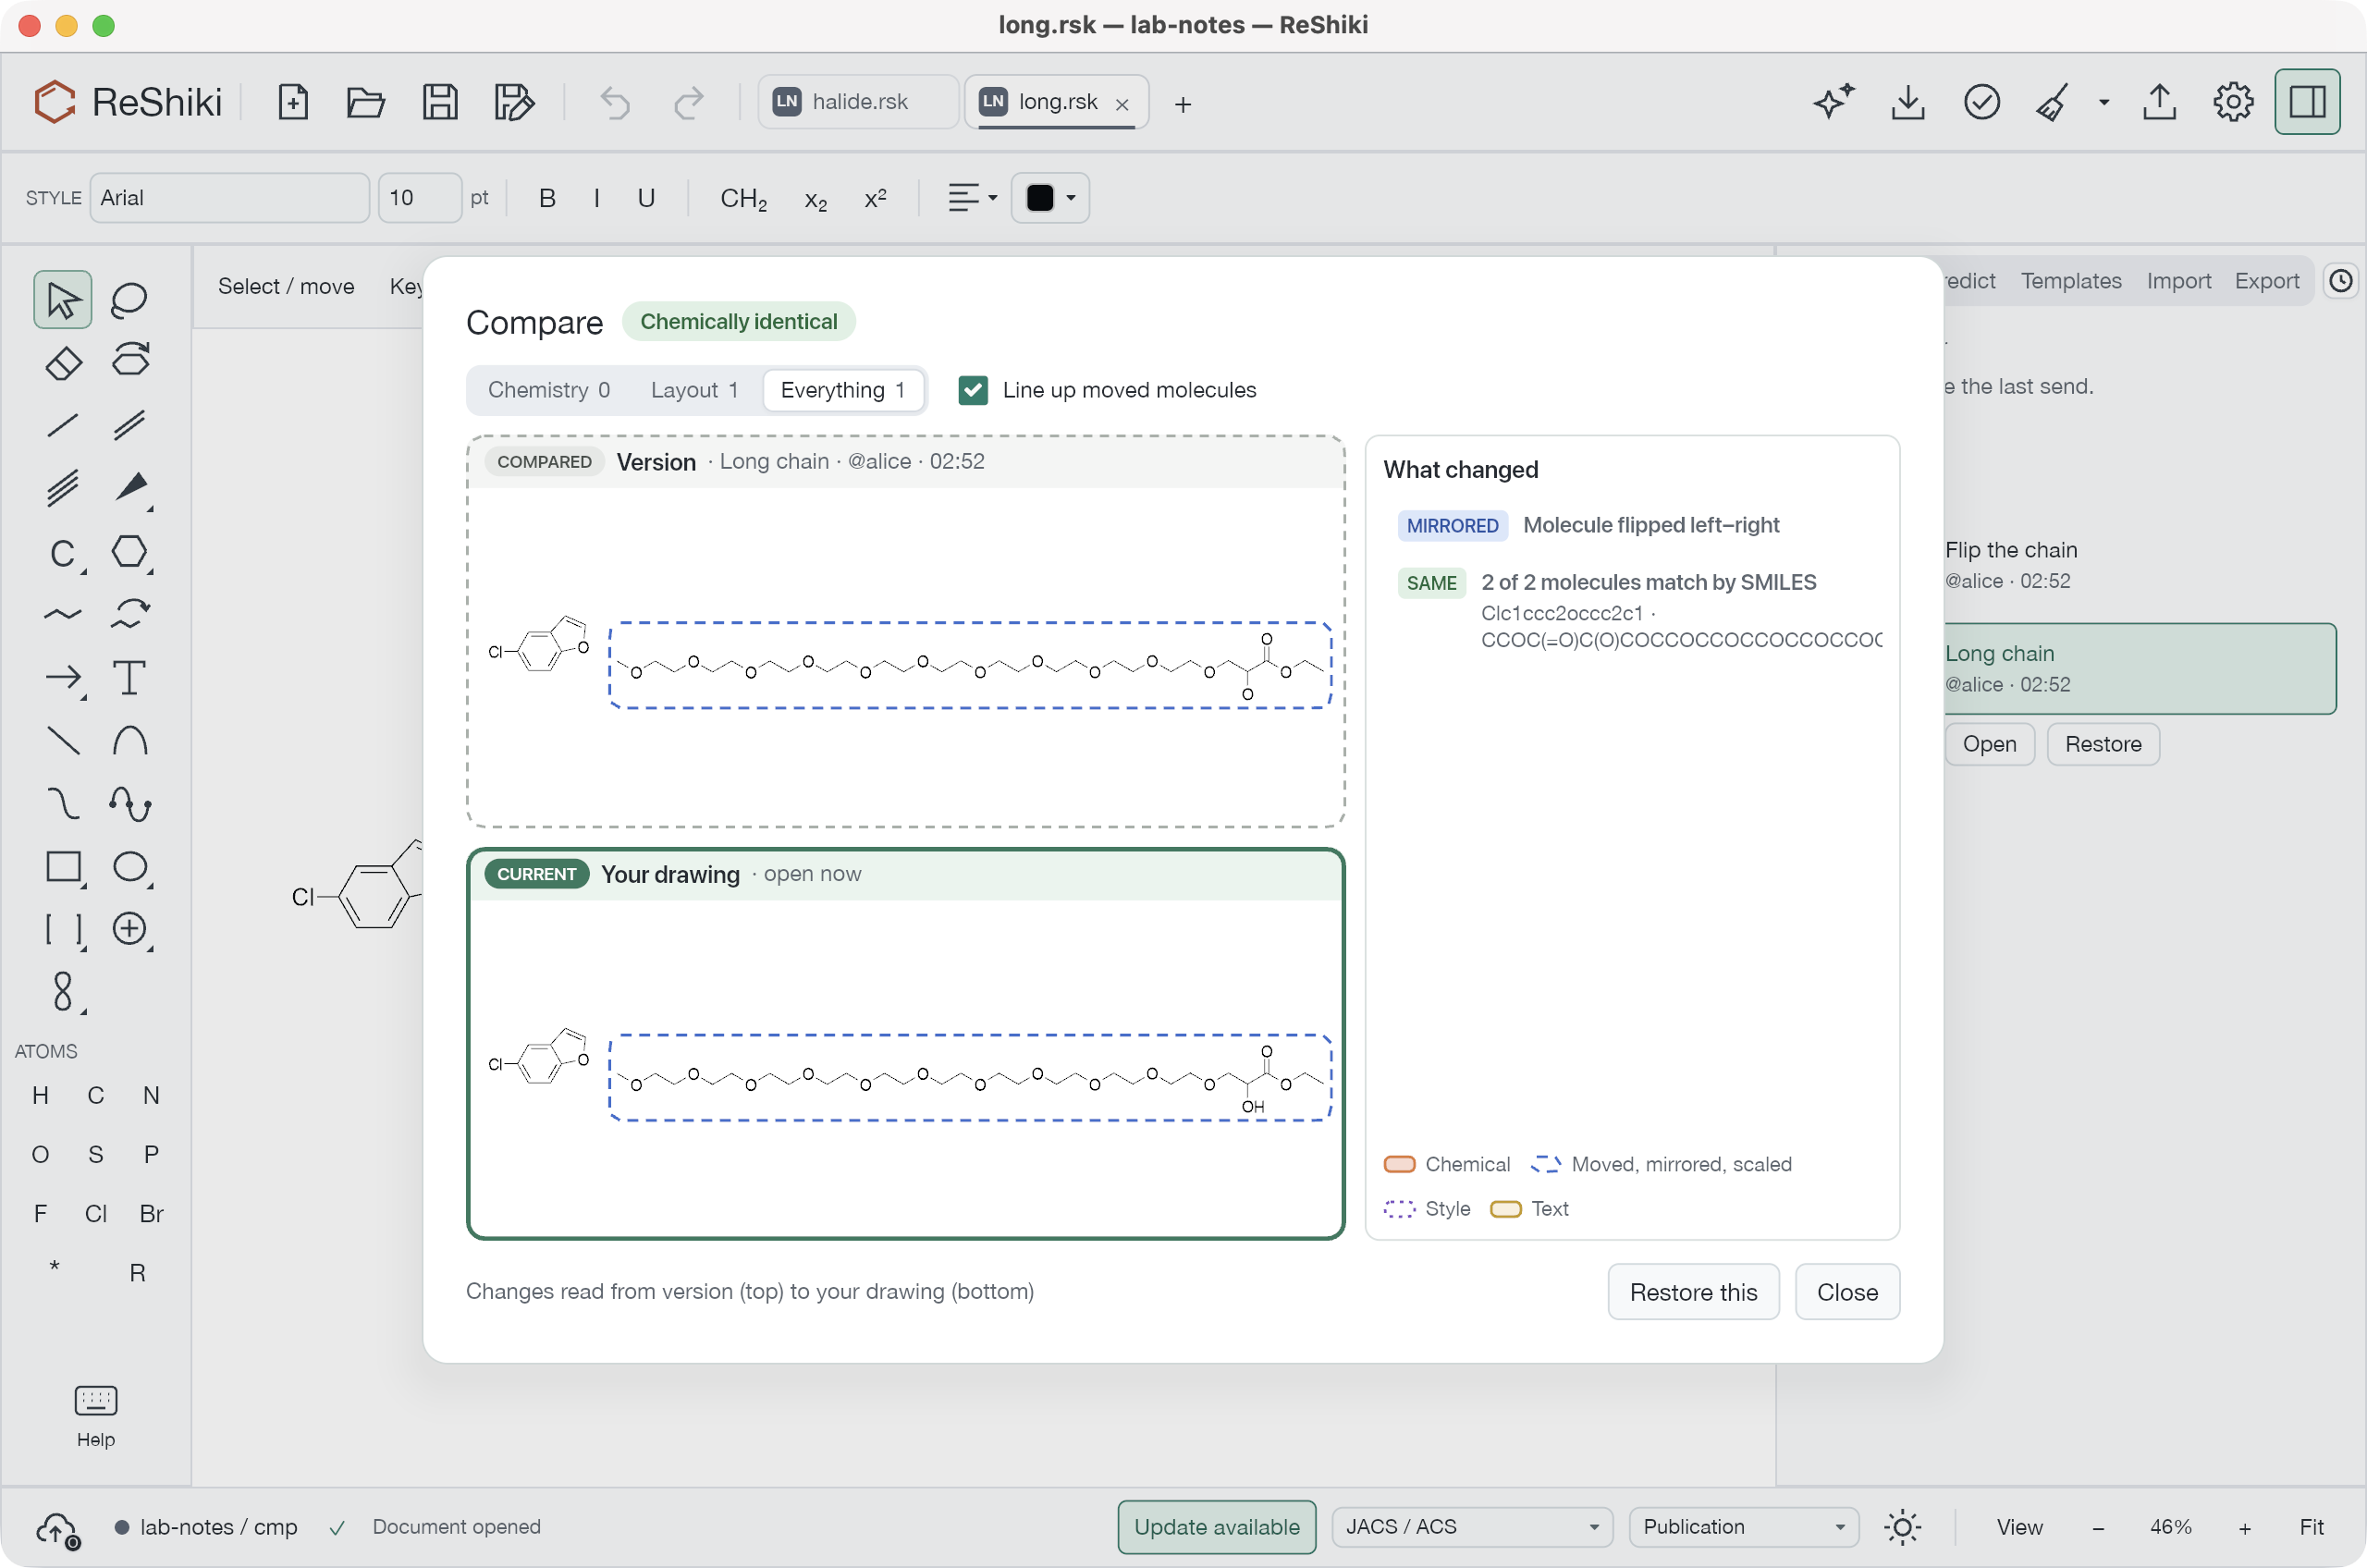 long.rsk — lab-notes — ReShiki
ReShiki
LN halide.rsk
LN long.rsk ×
+
STYLE Arial 10 pt B I U CH₂ x₂ x²
Select / move
Templates Import Export
e the last send.
Flip the chain
@alice · 02:52
Long chain
@alice · 02:52
Open Restore
C
T
Cl
ATOMS
H C N
O S P
F Cl Br
* R
Help
Compare Chemically identical
Chemistry 0 Layout 1 Everything 1 Line up moved molecules
COMPARED Version · Long chain · @alice · 02:52
Cl O O O O O O O O O O O O O O O
CURRENT Your drawing · open now
Cl O O O O O O O O O O O O O O OH
What changed
MIRRORED Molecule flipped left–right
SAME 2 of 2 molecules match by SMILES
Clc1ccc2occc2c1 ·
CCOC(=O)C(O)COCCOCCOCCOCCOCCOC
Chemical Moved, mirrored, scaled
Style Text
Changes read from version (top) to your drawing (bottom)
Restore this Close
lab-notes / cmp ✓ Document opened
Update available JACS / ACS Publication View − 46% + Fit